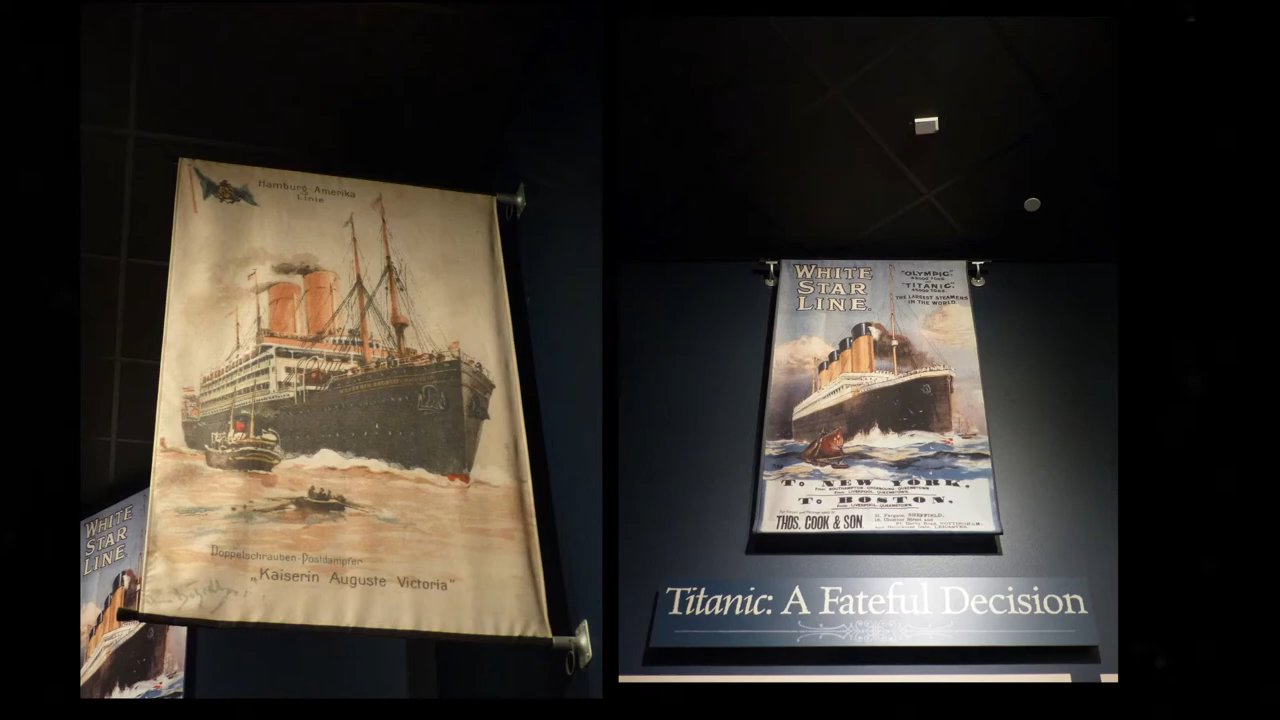 Hamburg-Amerika
Linie
Doppelschrauben-Postdampfer
„Kaiserin Auguste Victoria"
WHITE
STAR
LINE
WHITE
STAR
LINE.
"OLYMPIC"
"TITANIC"
THE LARGEST STEAMERS
IN THE WORLD
TO NEW YORK,
TO BOSTON.
THOS. COOK & SON
Titanic: A Fateful Decision